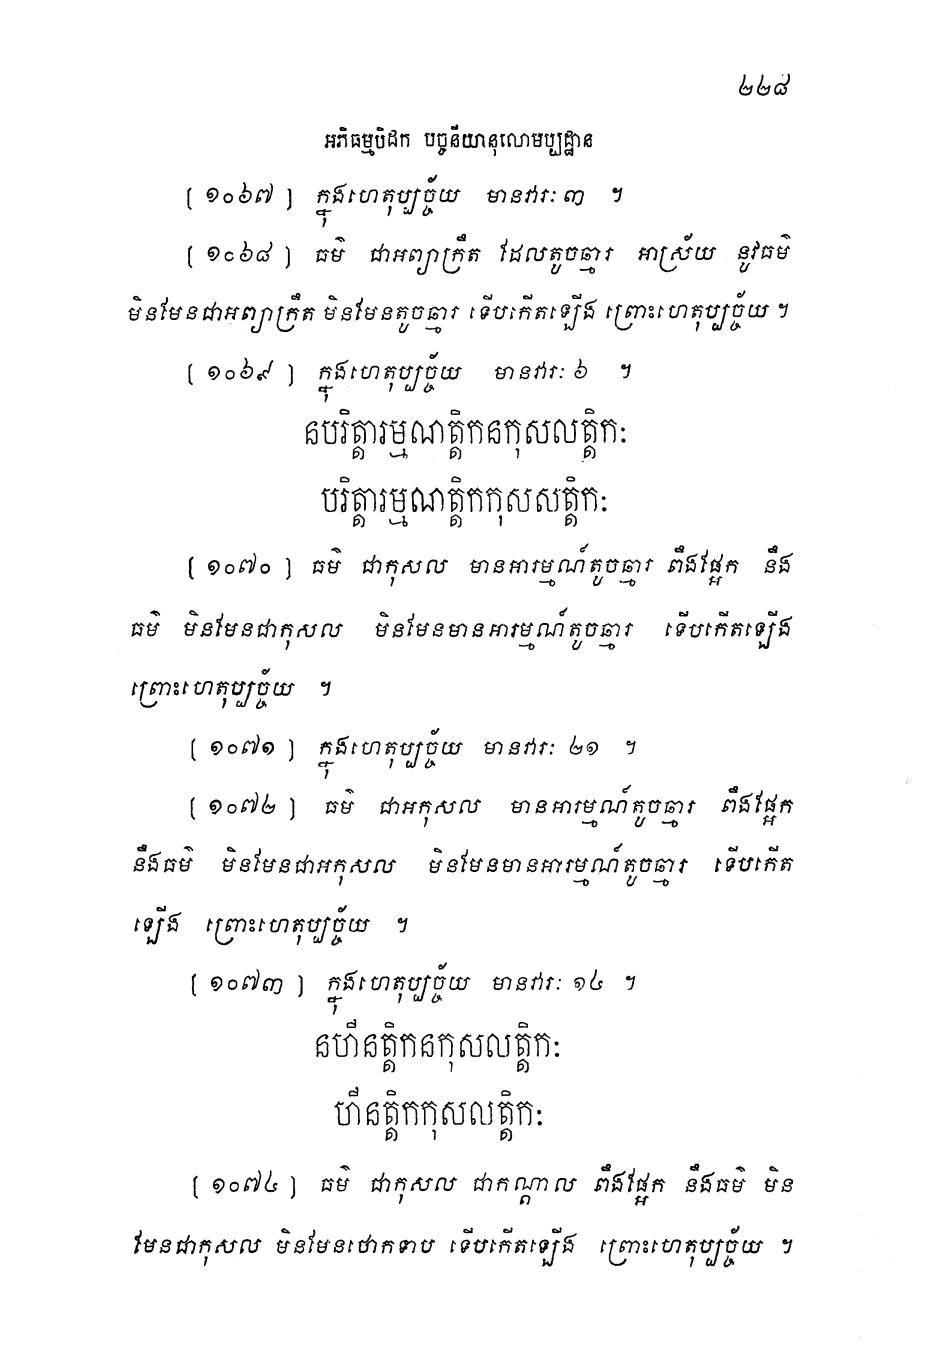 ២២៨
អភិធម្មបិដក បច្ចនីយានុលោមប្បដ្ឋាន
[ ១០៦៧ ] ក្នុងហេតុប្បច្ច័យ មានវារៈ ៣ ។
[ ១០៦៨ ] ធម៌ ជាអព្យាក្រឹត ដែលតូចឆ្មារ អាស្រ័យ នូវធម៌
មិនមែនជាអព្យាក្រឹត មិនមែនតូចឆ្មារ ទើបកើតឡើង ព្រោះហេតុប្បច្ច័យ ។
[ ១០៦៩ ] ក្នុងហេតុប្បច្ច័យ មានវារៈ ៦ ។
នបរិត្តារម្មណត្តិកនកុសលត្តិកៈ
បរិត្តារម្មណត្តិកកុសសត្តិកៈ
[ ១០៧០ ] ធម៌ ជាកុសល មានអារម្មណ៍តូចឆ្មារ ពឹងផ្អែក នឹង
ធម៌ មិនមែនជាកុសល មិនមែនមានអារម្មណ៍តូចឆ្មារ ទើបកើតឡើង
ព្រោះហេតុប្បច្ច័យ ។
[ ១០៧១ ] ក្នុងហេតុប្បច្ច័យ មានវារៈ ២១ ។
[ ១០៧២ ] ធម៌ ជាអកុសល មានអារម្មណ៍តូចឆ្មារ ពឹងផ្អែក
នឹងធម៌ មិនមែនជាអកុសល មិនមែនមានអារម្មណ៍តូចឆ្មារ ទើបកើត
ឡើង ព្រោះហេតុប្បច្ច័យ ។
[ ១០៧៣ ] ក្នុងហេតុប្បច្ច័យ មានវារៈ ១៤ ។
នហីនត្តិកនកុសលត្តិកៈ
ហីនត្តិកកុសលត្តិកៈ
[ ១០៧៤ ] ធម៌ ជាកុសល ជាកណ្តាល ពឹងផ្អែក នឹងធម៌ មិន
មែនជាកុសល មិនមែនថោកទាប ទើបកើតឡើង ព្រោះហេតុប្បច្ច័យ ។